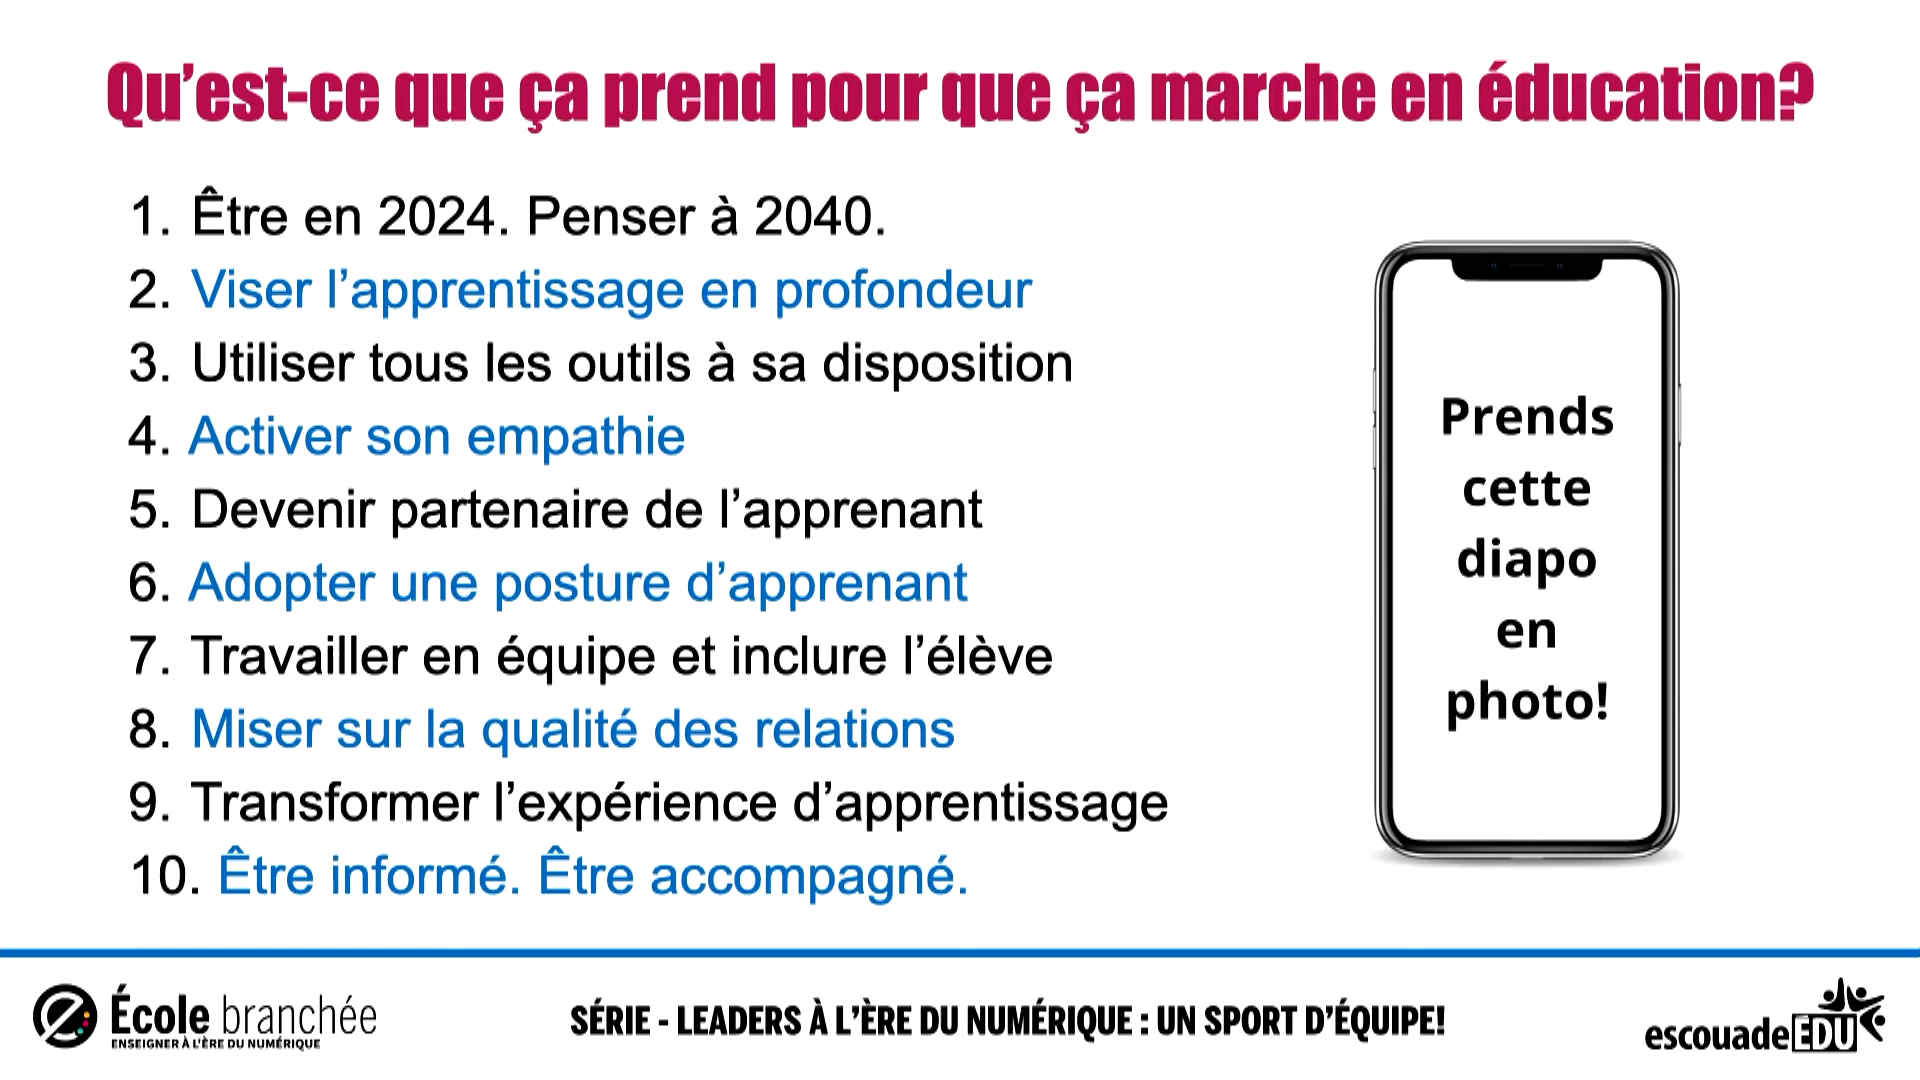 Qu’est-ce que ça prend pour que ça marche en éducation?
1. Être en 2024. Penser à 2040.
2. Viser l’apprentissage en profondeur
3. Utiliser tous les outils à sa disposition
4. Activer son empathie
5. Devenir partenaire de l’apprenant
6. Adopter une posture d’apprenant
7. Travailler en équipe et inclure l’élève
8. Miser sur la qualité des relations
9. Transformer l’expérience d’apprentissage
10. Être informé. Être accompagné.
Prends
cette
diapo
en
photo!
École branchée
ENSEIGNER À L’ÈRE DU NUMÉRIQUE
SÉRIE - LEADERS À L’ÈRE DU NUMÉRIQUE : UN SPORT D’ÉQUIPE!
escouadeEDU